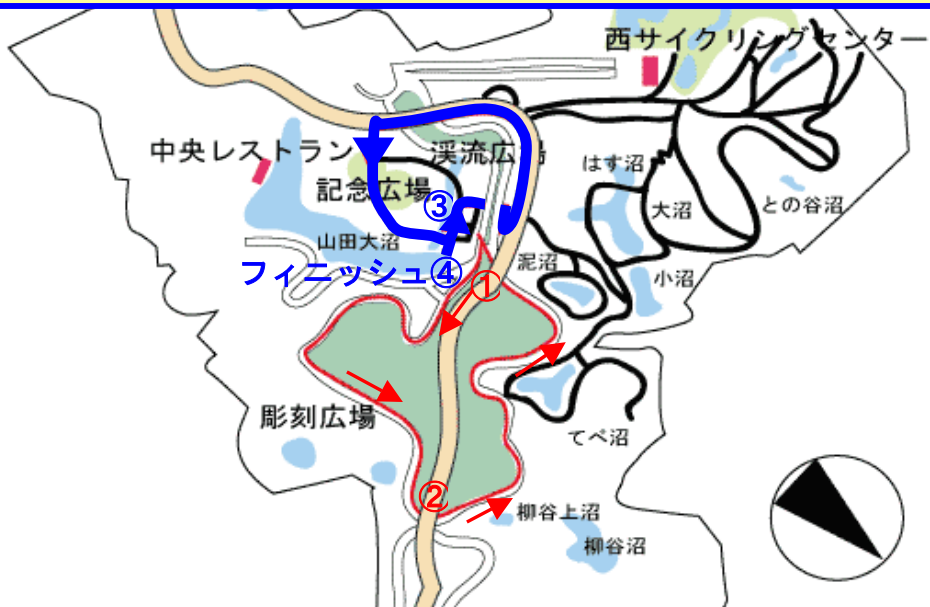 西サイクリングセンター
中央レストラン
渓流広場
はす沼
記念広場
③
大沼
との谷沼
山田大沼
泥沼
フィニッシュ④
①
小沼
彫刻広場
てぺ沼
②
柳谷上沼
柳谷沼